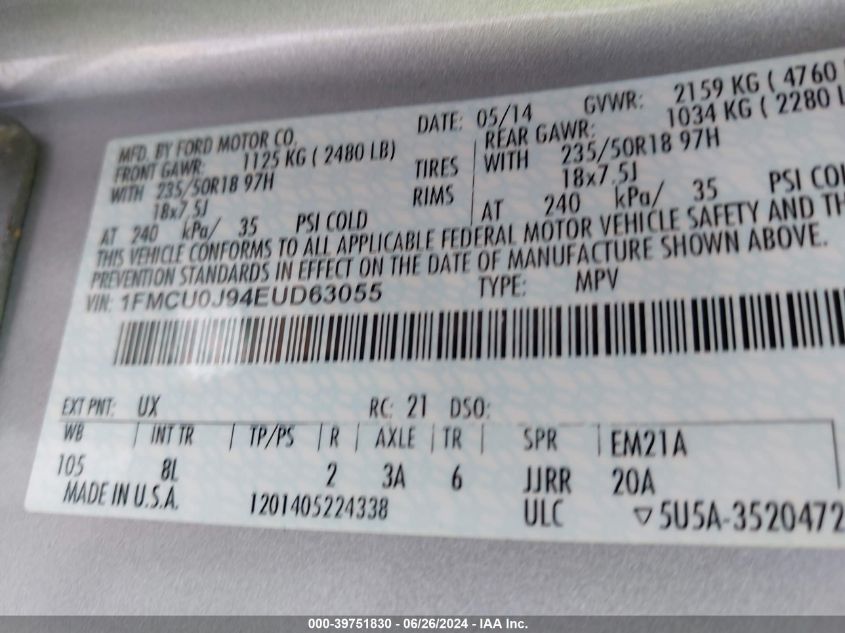 MFD. BY FORD MOTOR CO. DATE: 05/14 GVWR: 2159 KG ( 4760
FRONT GAWR: 1125 KG ( 2480 LB) REAR GAWR: 1034 KG ( 2280 L
WITH 235/50R18 97H TIRES WITH 235/50R18 97H
18x7.5J RIMS 18x7.5J
AT 240 kPa/ 35 PSI COLD AT 240 kPa/ 35 PSI COL
THIS VEHICLE CONFORMS TO ALL APPLICABLE FEDERAL MOTOR VEHICLE SAFETY AND TH
PREVENTION STANDARDS IN EFFECT ON THE DATE OF MANUFACTURE SHOWN ABOVE.
VIN: 1FMCU0J94EUD63055 TYPE: MPV
EXT PNT: UX RC: 21 DSO:
WB | INT TR | TP/PS | R | AXLE | TR | SPR EM21A
105 8L 2 3A 6 JJRR 20A
MADE IN U.S.A. 1201405224338 ULC ▽5U5A-3520472
000-39751830 - 06/26/2024 - IAA Inc.